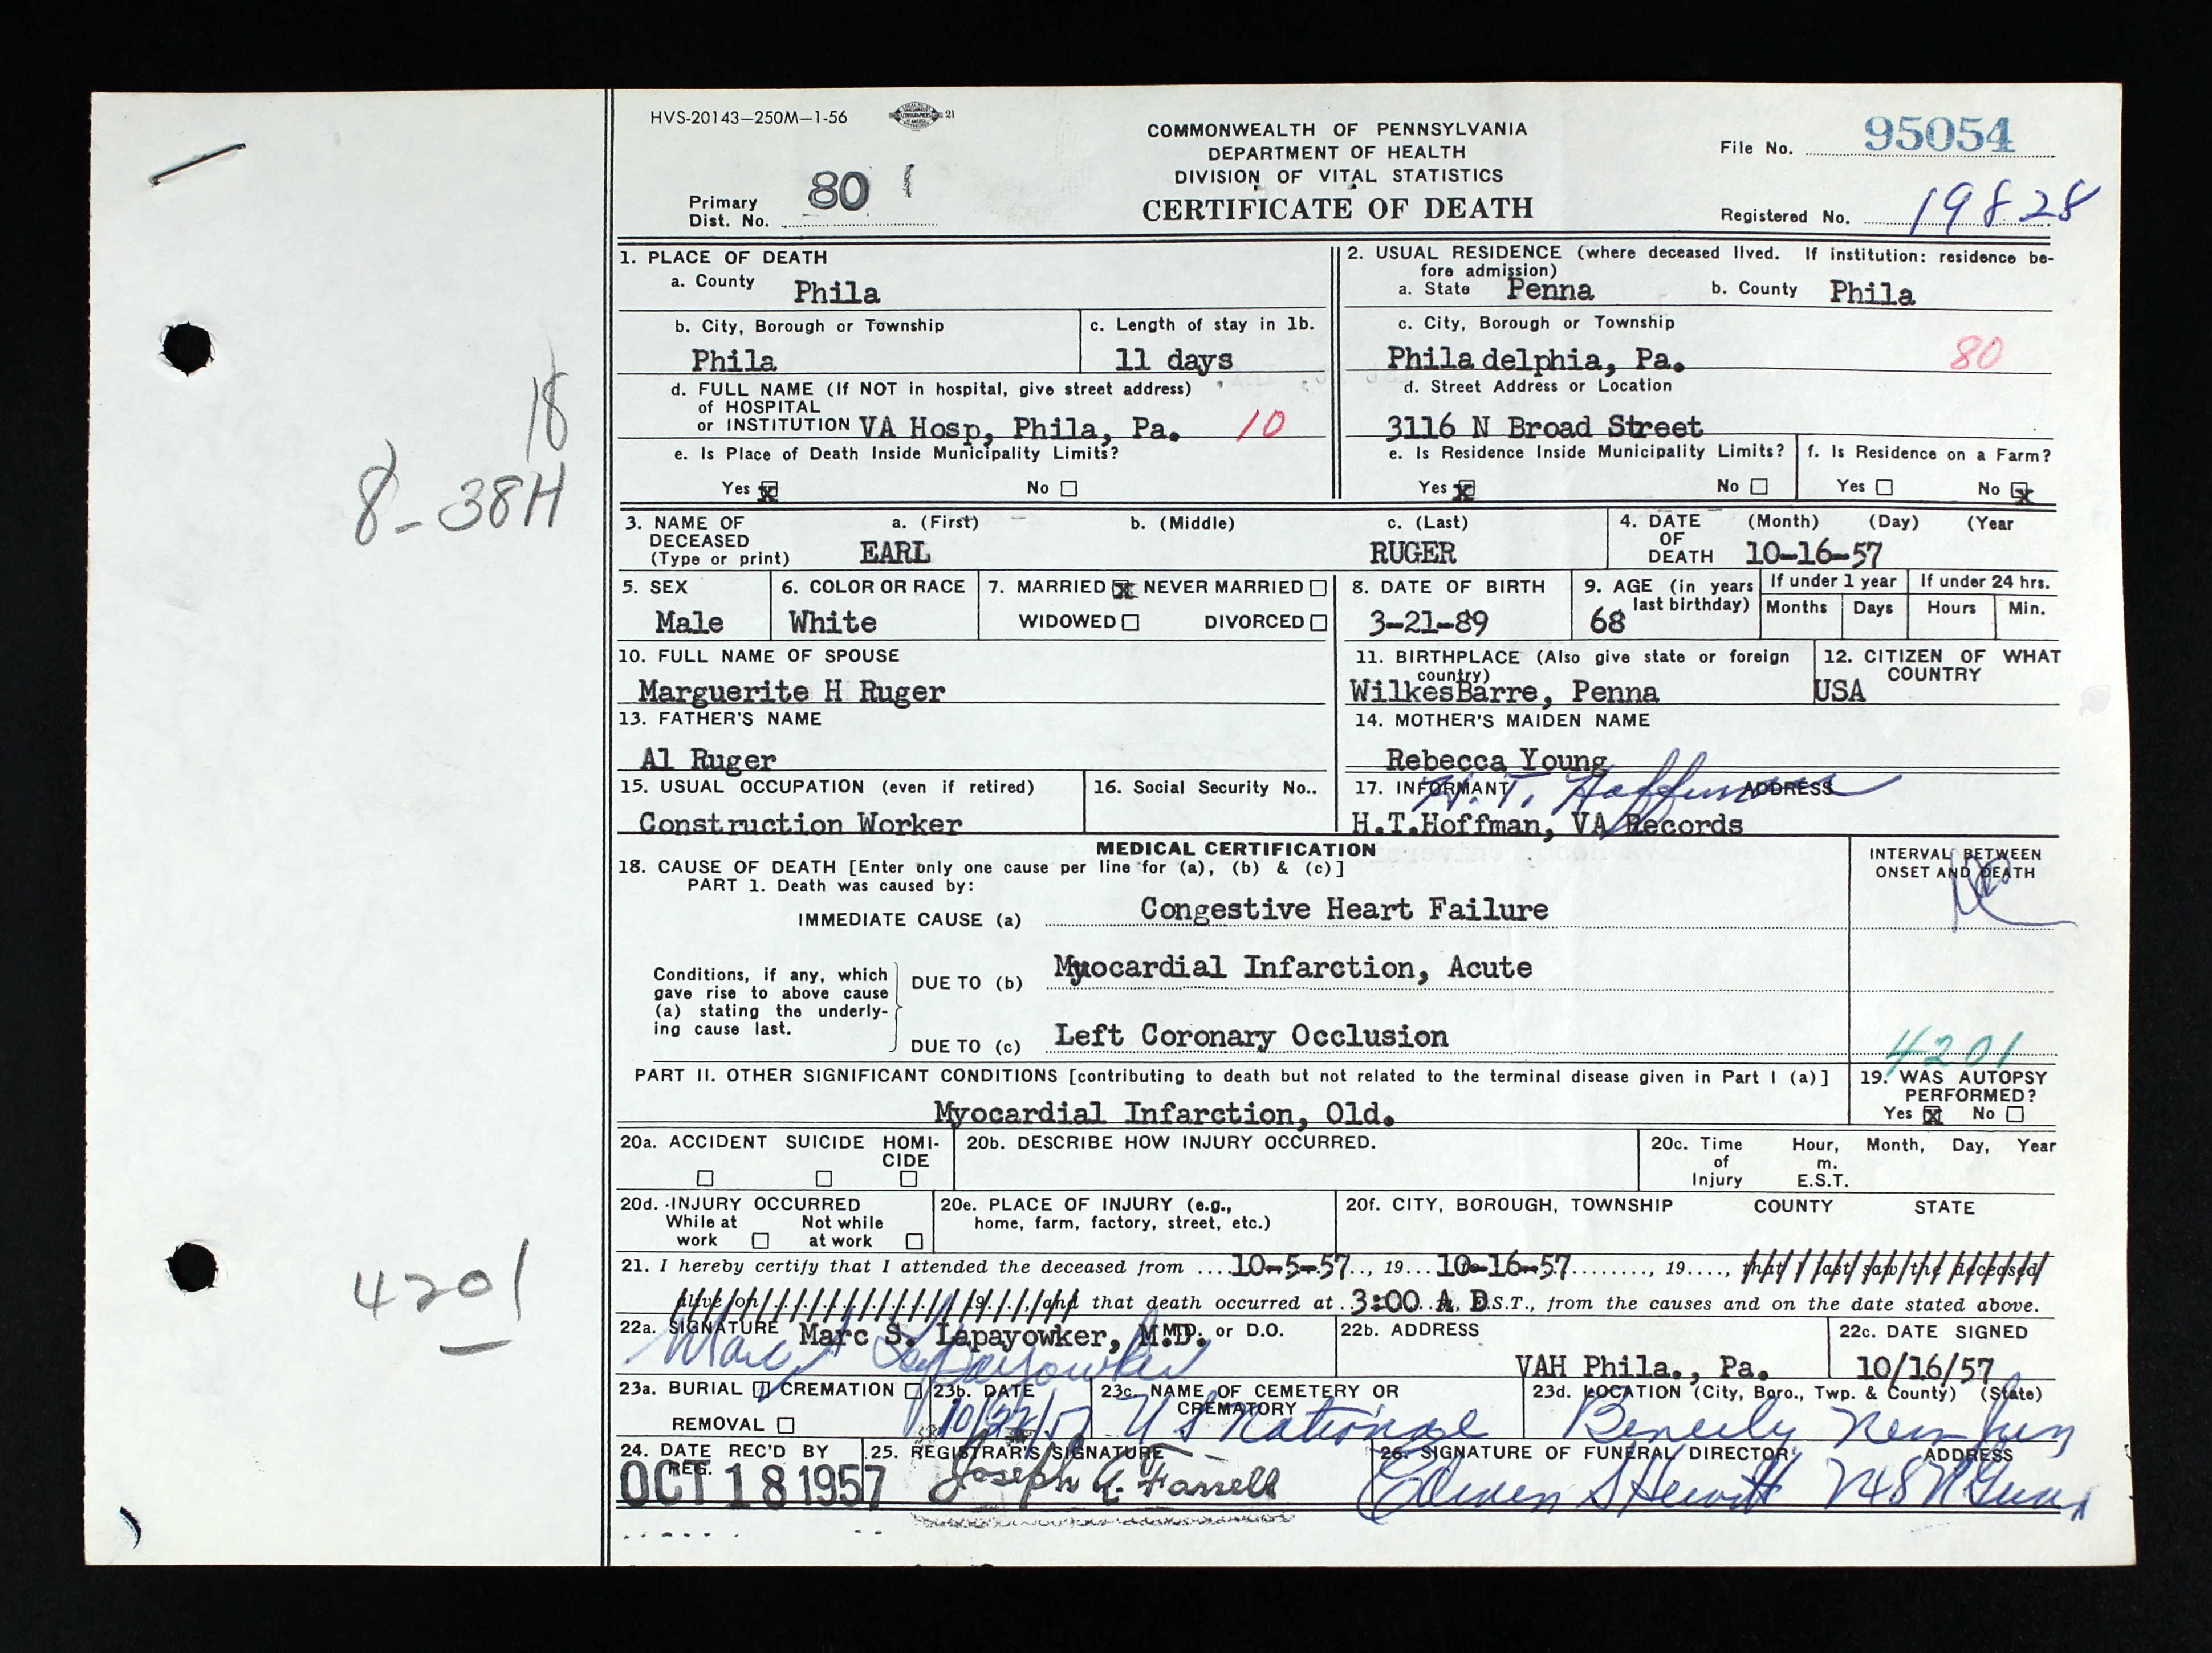 HVS-20143—250M—1-56
21
COMMONWEALTH OF PENNSYLVANIA
DEPARTMENT OF HEALTH
DIVISION OF VITAL STATISTICS
CERTIFICATE OF DEATH
File No. 95054
Primary
Dist. No. 80 1
Registered No. 19828
18
8-38H
4201
1. PLACE OF DEATH
a. County Phila
b. City, Borough or Township
Phila
c. Length of stay in 1b.
11 days
d. FULL NAME (If NOT in hospital, give street address)
of HOSPITAL
or INSTITUTION VA Hosp, Phila, Pa. 10
e. Is Place of Death Inside Municipality Limits?
Yes x No
2. USUAL RESIDENCE (where deceased lived. If institution: residence be-
fore admission)
a. State Penna b. County Phila
c. City, Borough or Township
Phila delphia, Pa. 80
d. Street Address or Location
3116 N Broad Street
e. Is Residence Inside Municipality Limits?
Yes x No
f. Is Residence on a Farm?
Yes No x
3. NAME OF DECEASED (Type or print)
a. (First) b. (Middle) c. (Last)
EARL RUGER
4. DATE OF DEATH (Month) (Day) (Year
10-16-57
5. SEX
Male
6. COLOR OR RACE
White
7. MARRIED x NEVER MARRIED
WIDOWED DIVORCED
8. DATE OF BIRTH
3-21-89
9. AGE (in years last birthday)
68
If under 1 year
Months Days
If under 24 hrs.
Hours Min.
10. FULL NAME OF SPOUSE
Marguerite H Ruger
11. BIRTHPLACE (Also give state or foreign country)
WilkesBarre, Penna
12. CITIZEN OF WHAT COUNTRY
USA
13. FATHER'S NAME
Al Ruger
14. MOTHER'S MAIDEN NAME
Rebecca Young
15. USUAL OCCUPATION (even if retired)
Construction Worker
16. Social Security No..
17. INFORMANT ADDRESS
H. T. Hoffman
H.T.Hoffman, VA Records
MEDICAL CERTIFICATION
18. CAUSE OF DEATH [Enter only one cause per line for (a), (b) & (c)]
PART 1. Death was caused by:
INTERVAL BETWEEN
ONSET AND DEATH
IMMEDIATE CAUSE (a) Congestive Heart Failure
Conditions, if any, which
gave rise to above cause
(a) stating the underly-
ing cause last.
DUE TO (b) Myocardial Infarction, Acute
DUE TO (c) Left Coronary Occlusion
4201
PART II. OTHER SIGNIFICANT CONDITIONS [contributing to death but not related to the terminal disease given in Part I (a)]
Myocardial Infarction, Old.
19. WAS AUTOPSY
PERFORMED?
Yes x No
20a. ACCIDENT SUICIDE HOMI-
CIDE
20b. DESCRIBE HOW INJURY OCCURRED.
20c. Time of Injury Hour, Month, Day, Year
m.
E.S.T.
20d. INJURY OCCURRED
While at work Not while at work
20e. PLACE OF INJURY (e.g.,
home, farm, factory, street, etc.)
20f. CITY, BOROUGH, TOWNSHIP COUNTY STATE
21. I hereby certify that I attended the deceased from ....10-5-57.., 19... 10-16-57........, 19...., that I last saw the deceased
alive on 19 and that death occurred at 3:00 A D E.S.T., from the causes and on the date stated above.
22a. SIGNATURE Marc S. Lapayowker, M.D. M.D. or D.O.
Marc S Lapayowker
22b. ADDRESS
VAH Phila., Pa.
22c. DATE SIGNED
10/16/57
23a. BURIAL CREMATION
REMOVAL
23b. DATE
10/22/57
23c. NAME OF CEMETERY OR
CREMATORY
U S National
23d. LOCATION (City, Boro., Twp. & County) (State)
Beverly New
24. DATE REC'D BY
REG.
OCT 18 1957
25. REGISTRAR'S SIGNATURE
Joseph A. Farrell
26. SIGNATURE OF FUNERAL DIRECTOR ADDRESS
S Hewitt